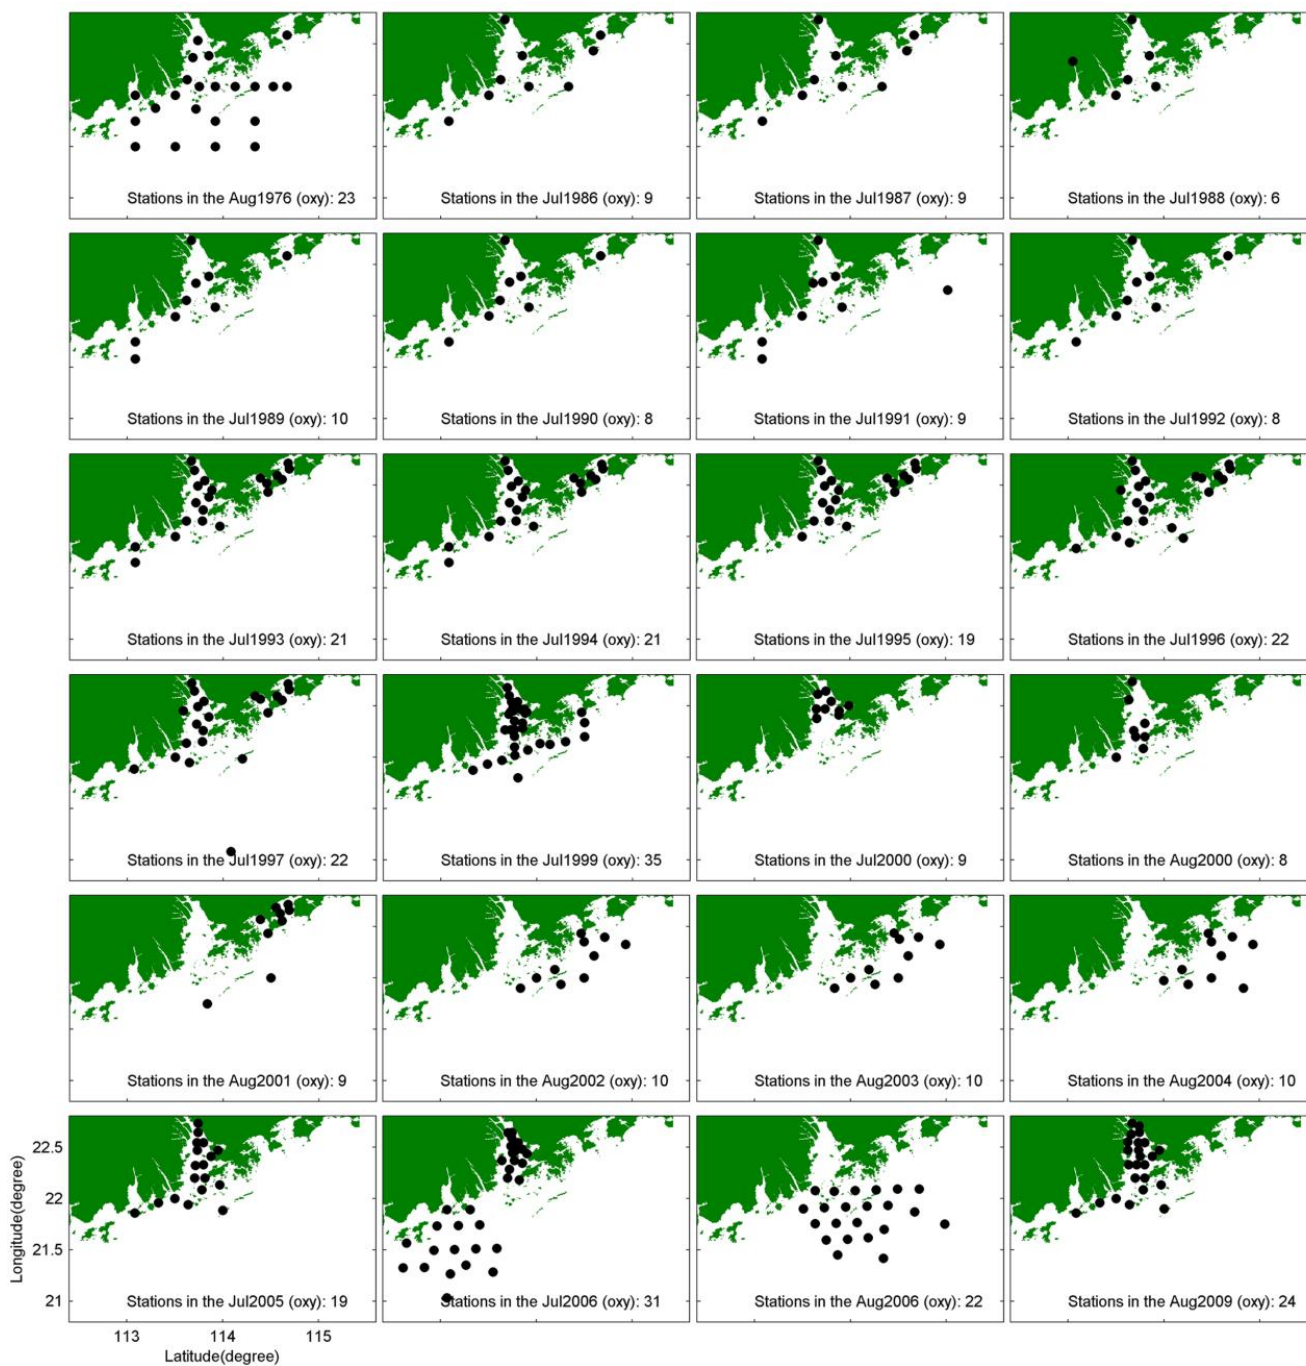 Stations in the Aug1976 (oxy): 23
Stations in the Jul1986 (oxy): 9
Stations in the Jul1987 (oxy): 9
Stations in the Jul1988 (oxy): 6
Stations in the Jul1989 (oxy): 10
Stations in the Jul1990 (oxy): 8
Stations in the Jul1991 (oxy): 9
Stations in the Jul1992 (oxy): 8
Stations in the Jul1993 (oxy): 21
Stations in the Jul1994 (oxy): 21
Stations in the Jul1995 (oxy): 19
Stations in the Jul1996 (oxy): 22
Stations in the Jul1997 (oxy): 22
Stations in the Jul1999 (oxy): 35
Stations in the Jul2000 (oxy): 9
Stations in the Aug2000 (oxy): 8
Stations in the Aug2001 (oxy): 9
Stations in the Aug2002 (oxy): 10
Stations in the Aug2003 (oxy): 10
Stations in the Aug2004 (oxy): 10
Longitude(degree)
22.5
22
21.5
21
Stations in the Jul2005 (oxy): 19
Stations in the Jul2006 (oxy): 31
Stations in the Aug2006 (oxy): 22
Stations in the Aug2009 (oxy): 24
113
114
115
Latitude(degree)